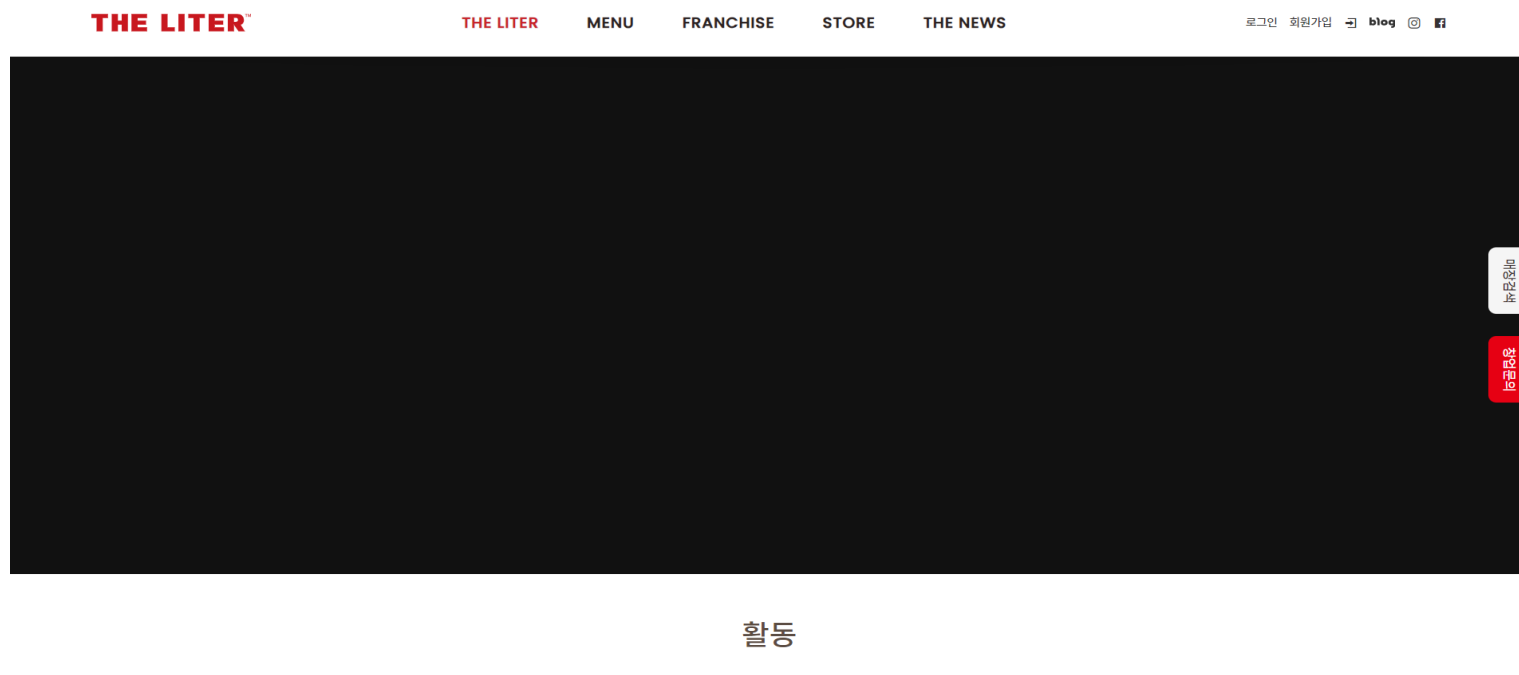 THE LITER™
THE LITER MENU FRANCHISE STORE THE NEWS
로그인 회원가입 blog
매장검색
창업문의
활동